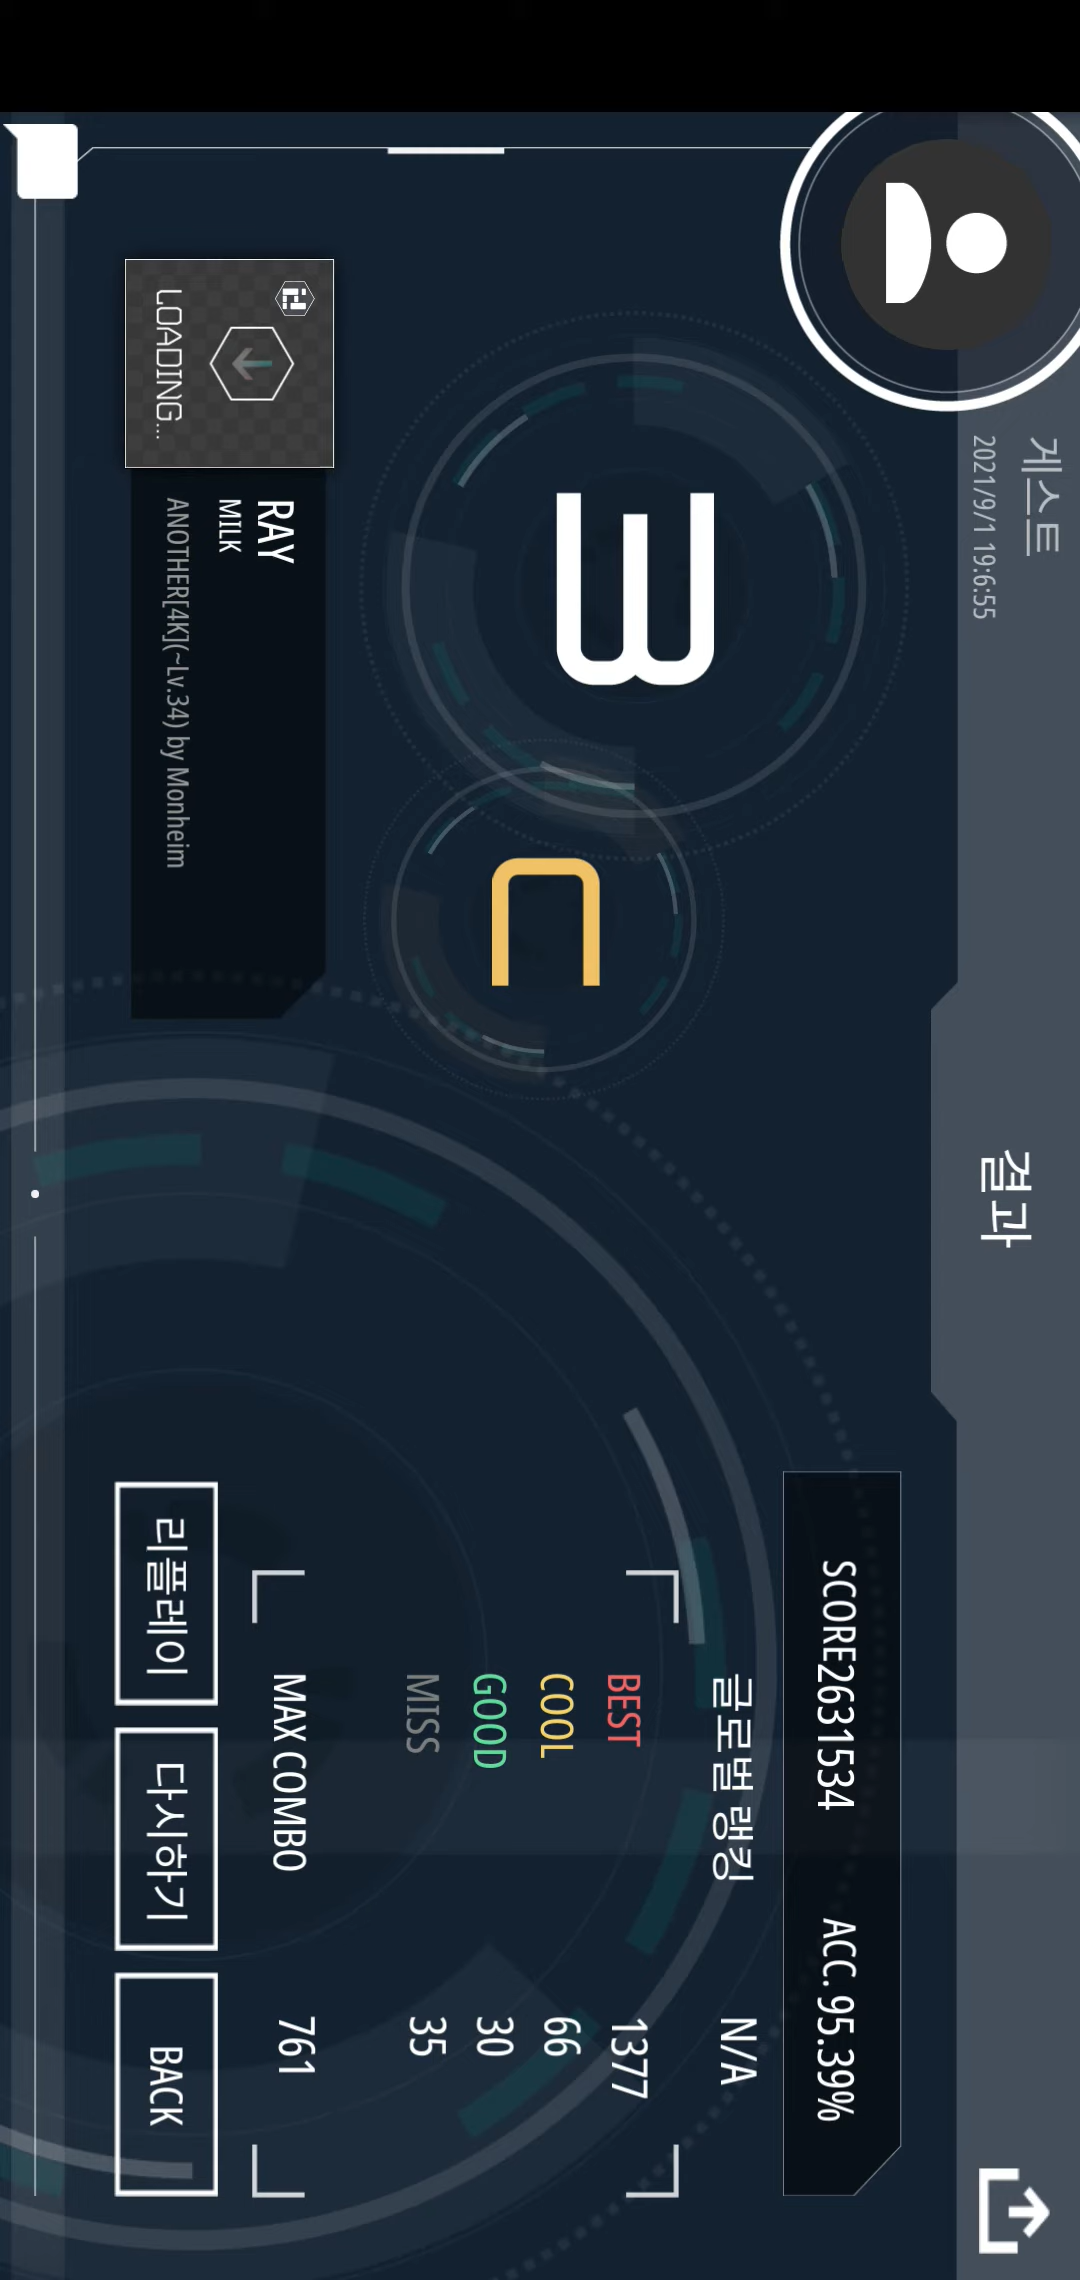 게스트
2021/9/1 19:6:55
결과
B
C
RAY
MILK
ANOTHER[4K](~Lv.34) by Monheim
LOADING...
SCORE2631534 ACC. 95.39%
글로벌 랭킹 N/A
BEST 1377
COOL 66
GOOD 30
MISS 35
MAX COMBO 761
리플레이
다시하기
BACK